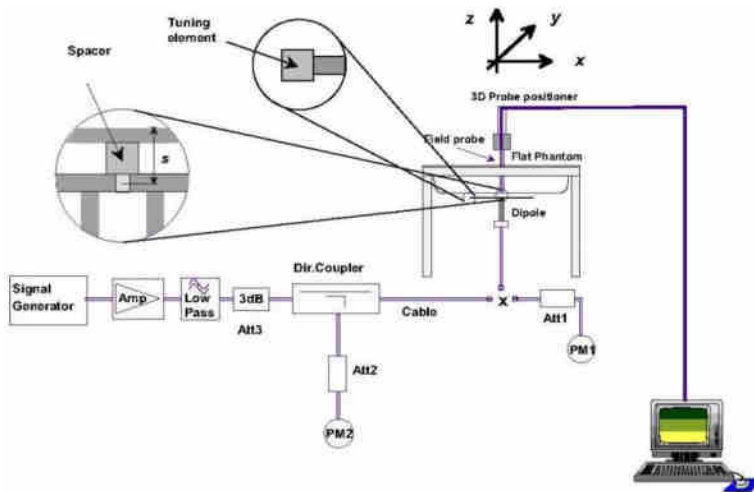 Tuning
element
Spacer
z
y
x
3D Probe positioner
Field probe
Flat Phantom
s
Dipole
Dir.Coupler
Signal
Generator
Amp
Low
Pass
3dB
Cable
x
Att1
Att3
PM1
Att2
PM2